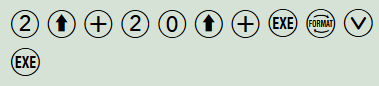 2 ⬆ + 2 0 ⬆ + EXE FORMAT ∨
EXE